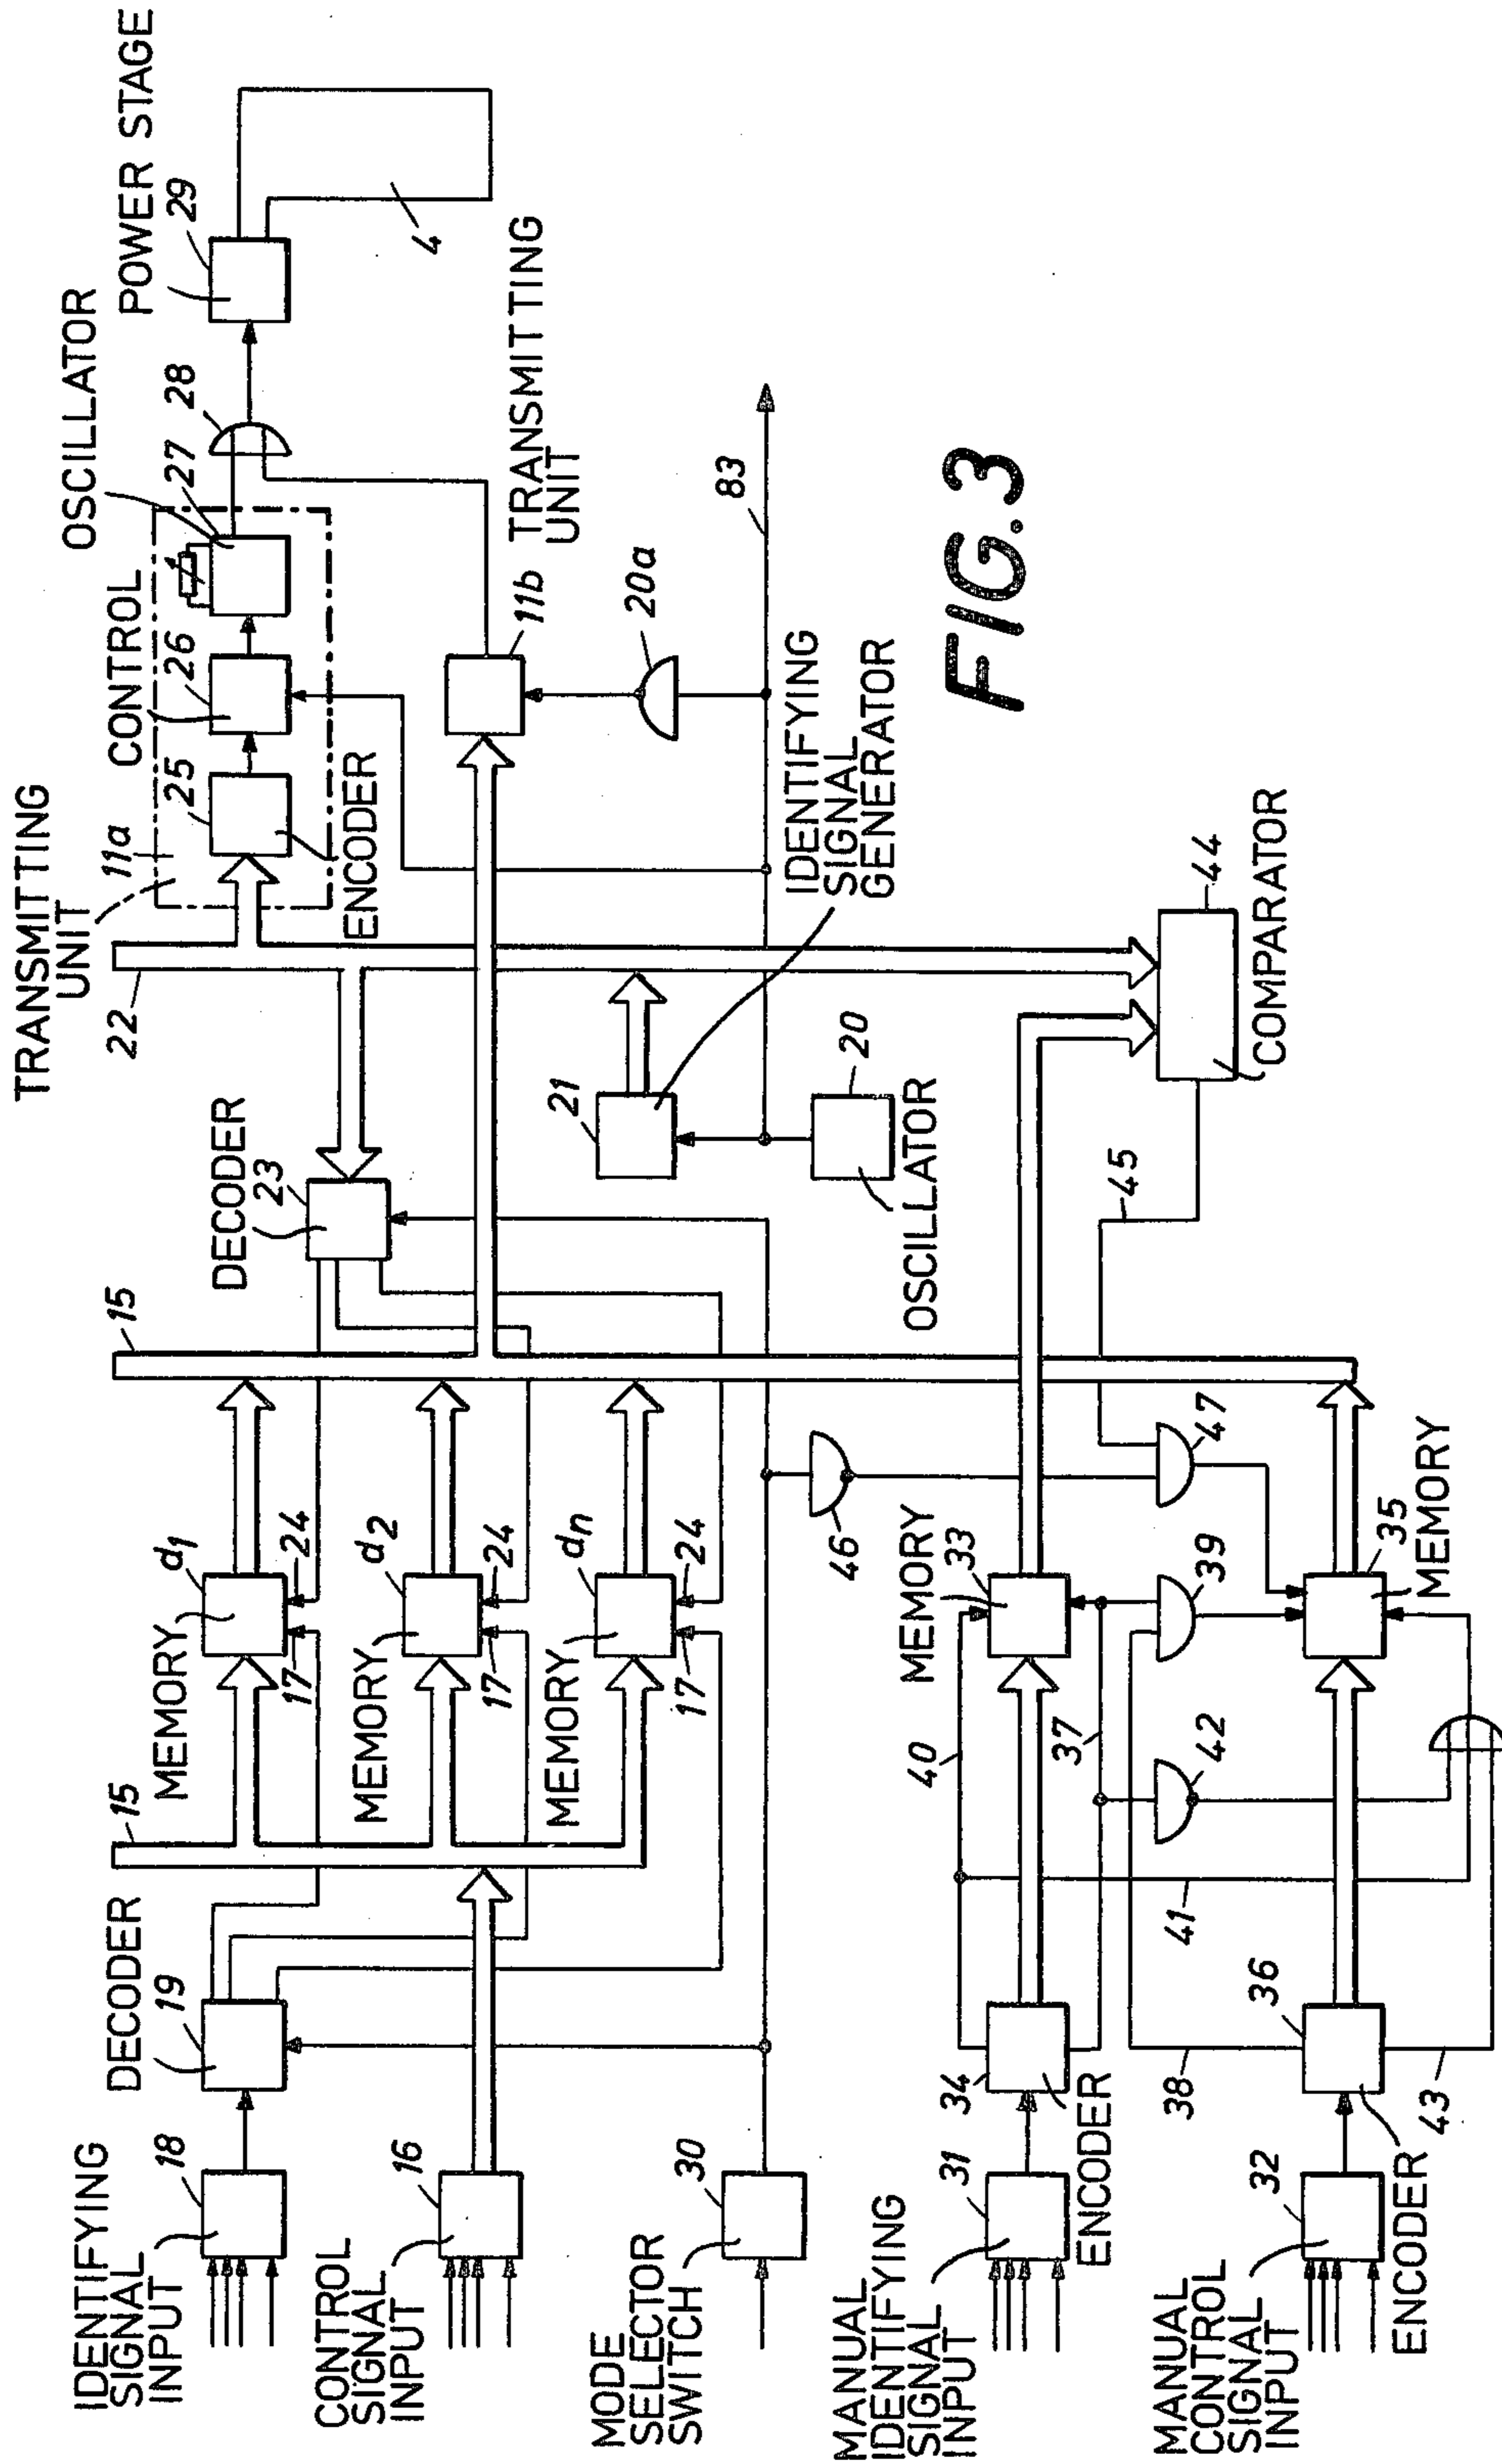 POWER STAGE
29
4
OSCILLATOR
28
27
CONTROL
26
25
ENCODER
TRANSMITTING
UNIT
11a
22
TRANSMITTING
UNIT
11b
20a
83
IDENTIFYING
SIGNAL
GENERATOR
21
20
OSCILLATOR
DECODER
23
15
COMPARATOR
44
45
MEMORY
d1
17
24
MEMORY
d2
17
24
MEMORY
dn
17
24
15
46
47
MEMORY
33
39
35
MEMORY
40
37
42
41
DECODER
19
IDENTIFYING
SIGNAL
INPUT
18
CONTROL
SIGNAL
INPUT
16
MODE
SELECTOR
SWITCH
30
MANUAL
IDENTIFYING
SIGNAL
INPUT
31
34
ENCODER
38
36
43
MANUAL
CONTROL
SIGNAL
INPUT
32
ENCODER
FIG.3